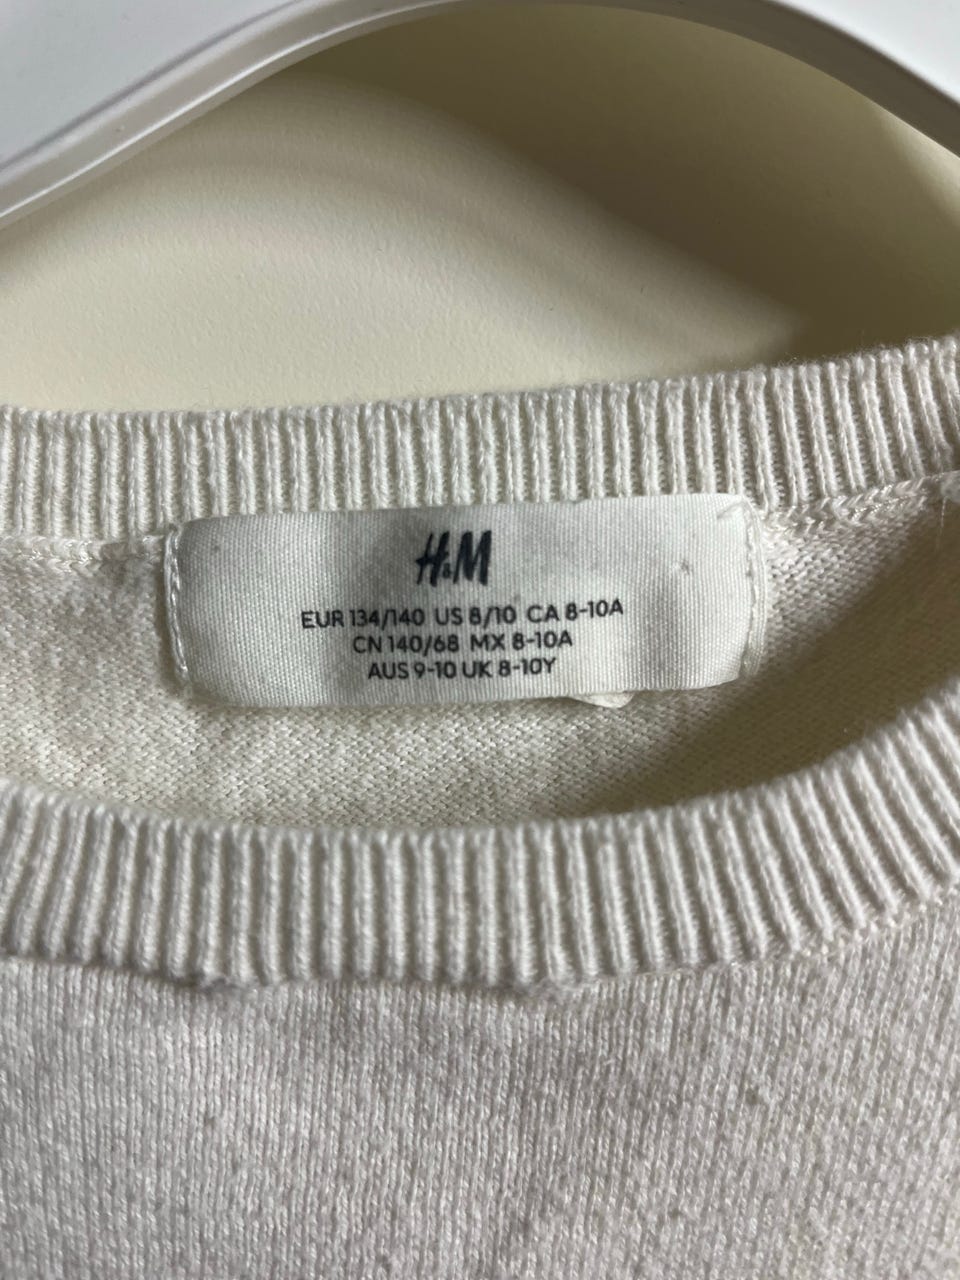 H&M
EUR 134/140 US 8/10 CA 8-10A
CN 140/68 MX 8-10A
AUS 9-10 UK 8-10Y